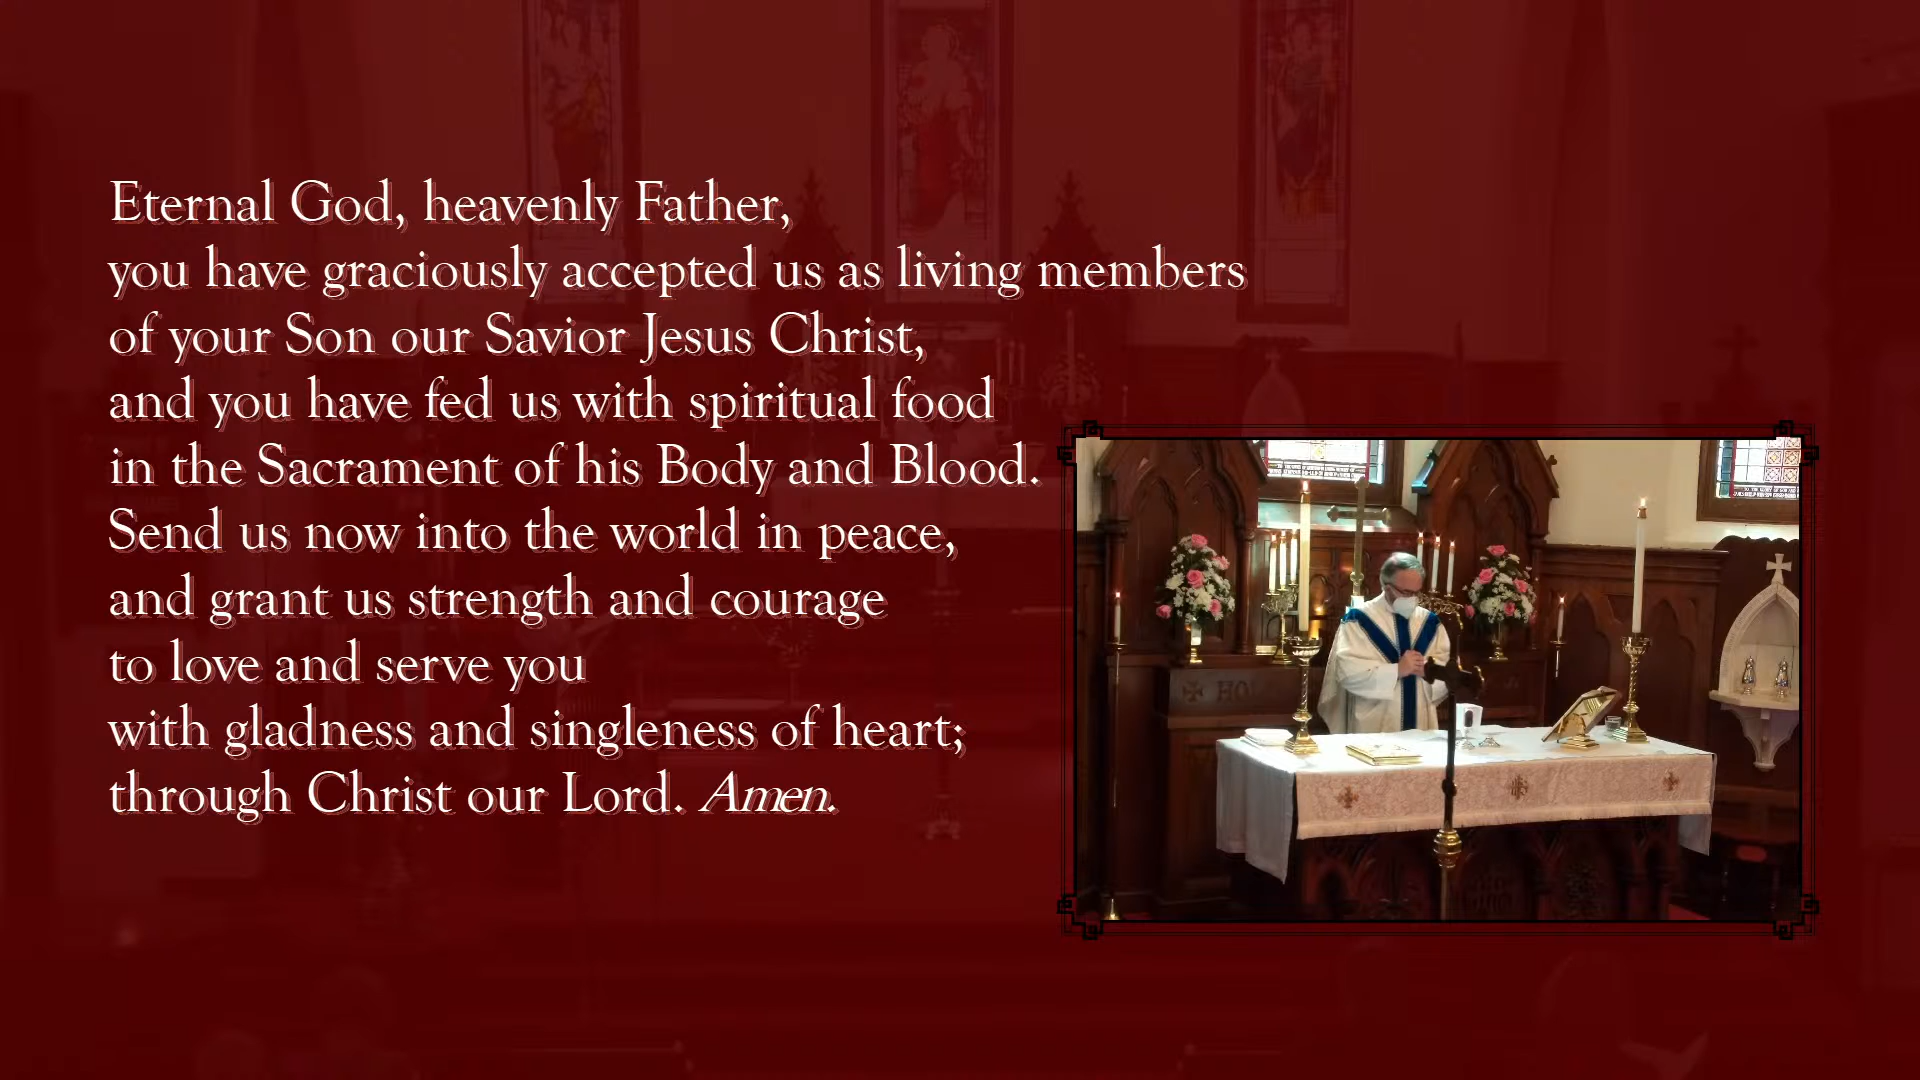 Eternal God, heavenly Father,
you have graciously accepted us as living members
of your Son our Savior Jesus Christ,
and you have fed us with spiritual food
in the Sacrament of his Body and Blood.
Send us now into the world in peace,
and grant us strength and courage
to love and serve you
with gladness and singleness of heart;
through Christ our Lord. Amen.